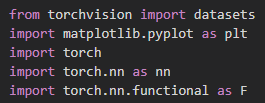 from torchvision import datasets
import matplotlib.pyplot as plt
import torch
import torch.nn as nn
import torch.nn.functional as F